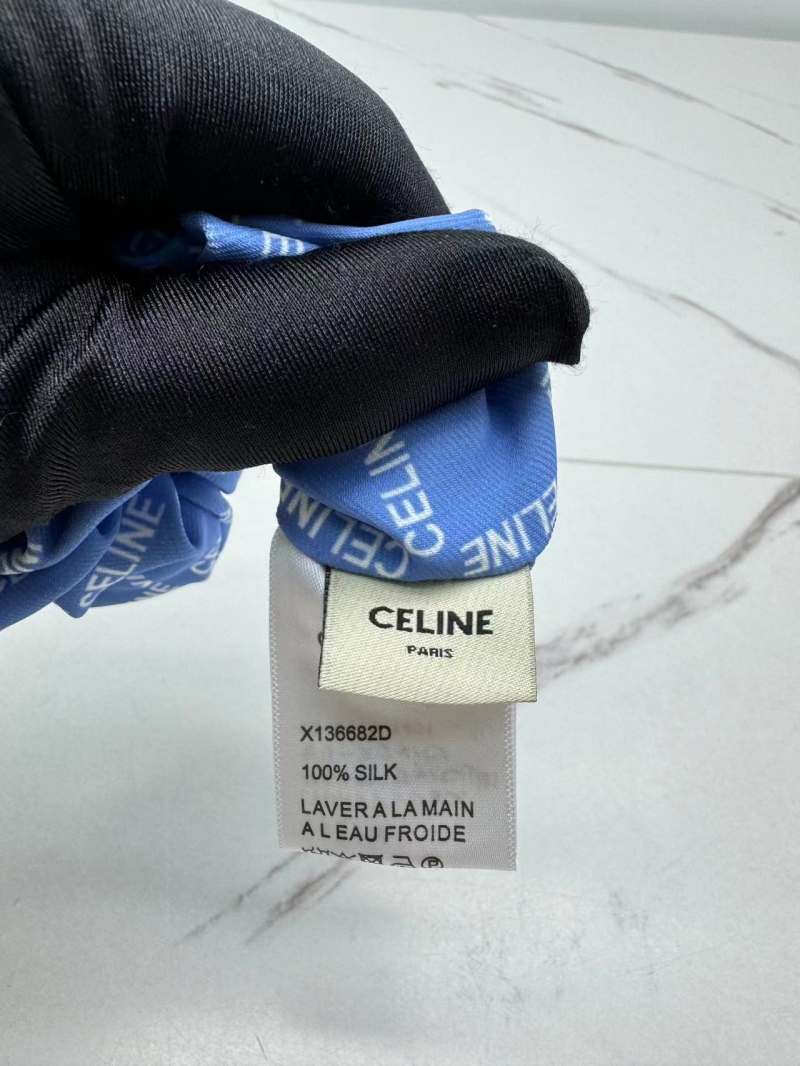 CELINE
CELINE
CELINE
CELINE
CELINE
PARIS
X136682D
100% SILK
LAVER A LA MAIN
A L EAU FROIDE